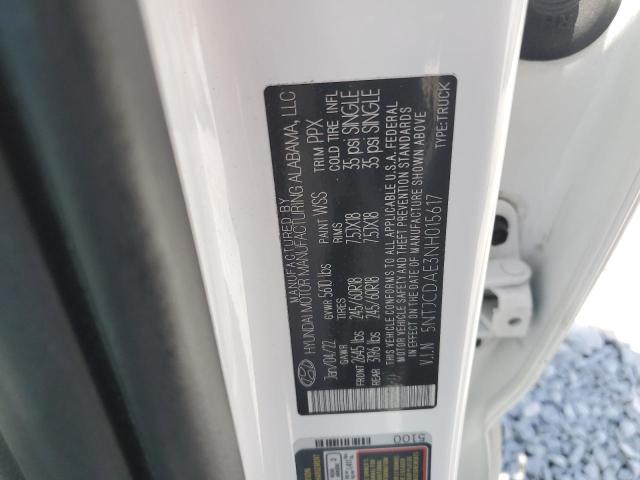 MANUFACTURED BY
HYUNDAI MOTOR MANUFACTURING ALABAMA, LLC
Jan/04/22 GVWR 5610 lbs PAINT WSS TRIM PPX
GAWR RIMS COLD TIRE INFL
FRONT 2645 lbs 245/60R18 7.5JX18 35 psi SINGLE
REAR 3196 lbs 245/60R18 7.5JX18 35 psi SINGLE
THIS VEHICLE CONFORMS TO ALL APPLICABLE U.S.A. FEDERAL
MOTOR VEHICLE SAFETY AND THEFT PREVENTION STANDARDS
IN EFFECT ON THE DATE OF MANUFACTURE SHOWN ABOVE
V.I.N 5NTJCDAE3NH015617 TYPE:TRUCK
5100